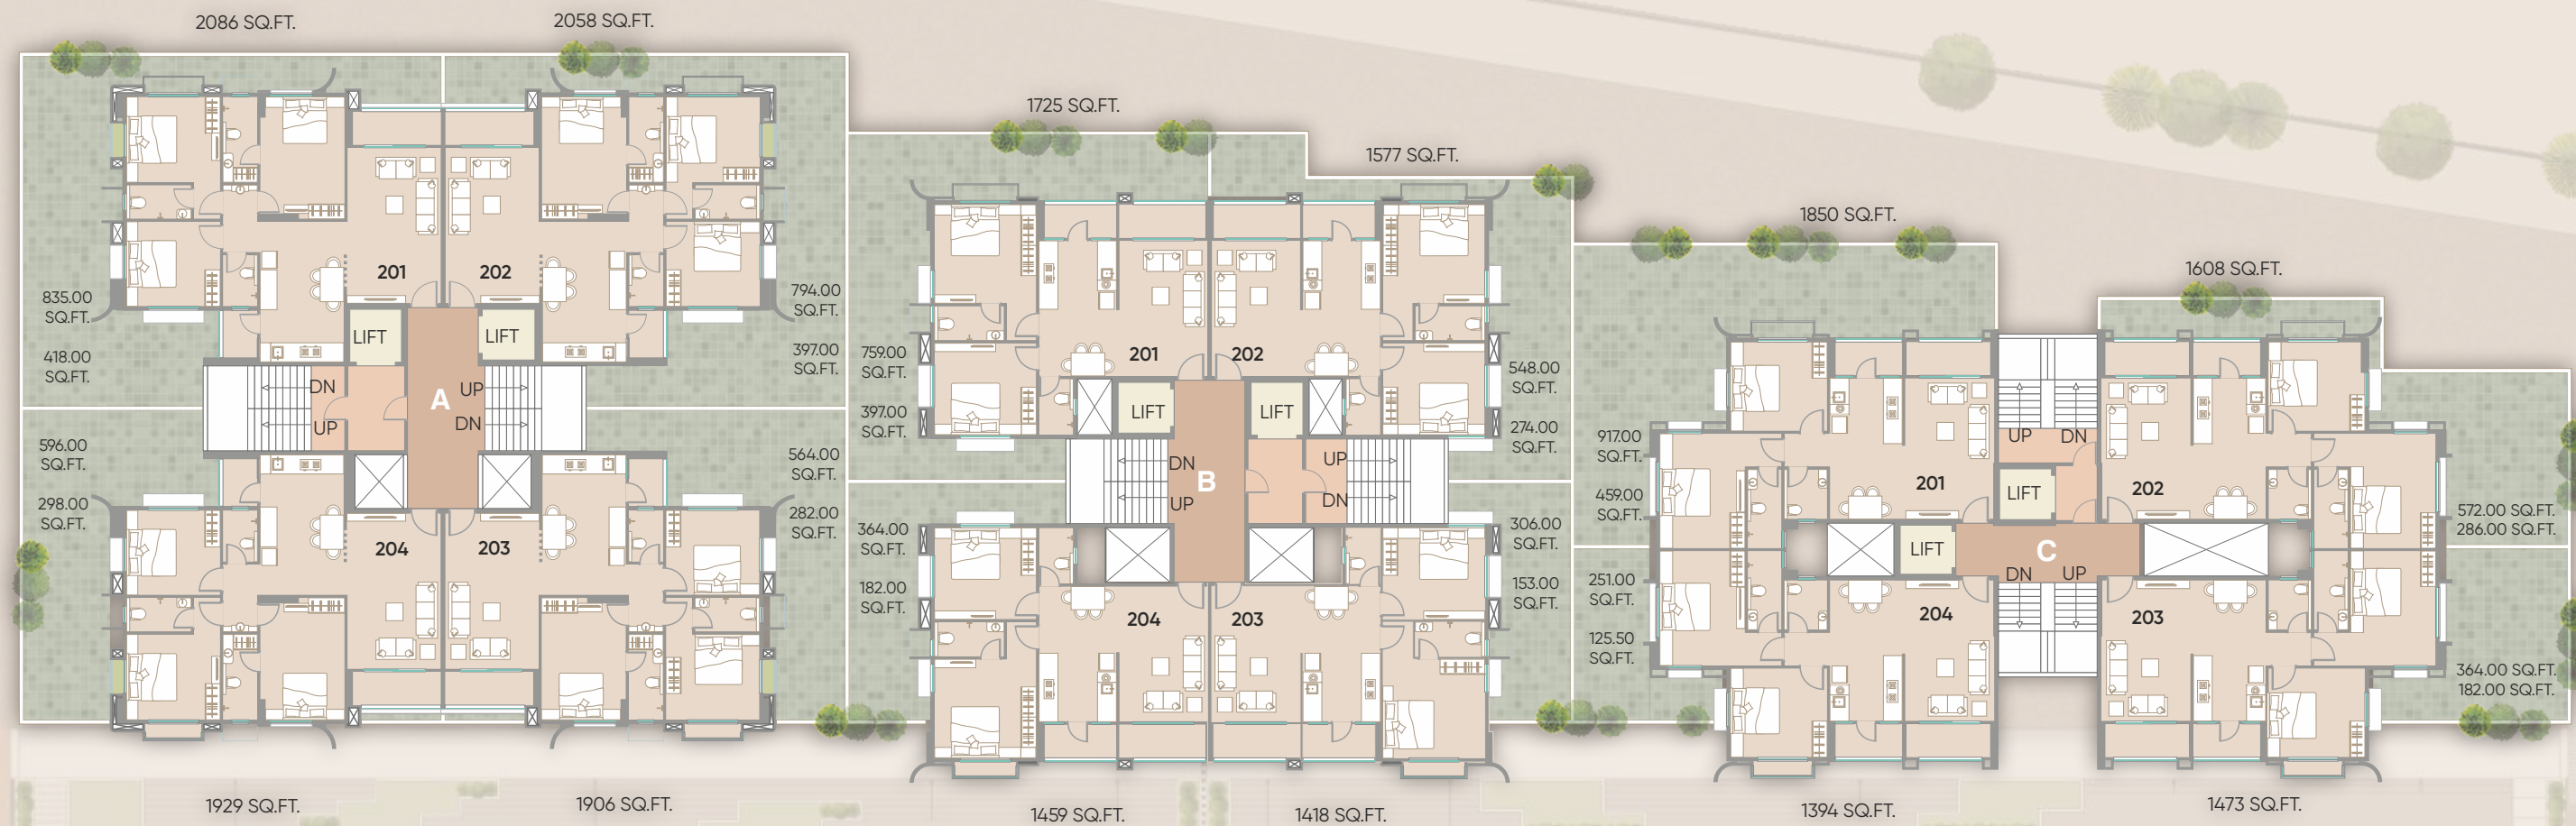 2086 SQ.FT.
2058 SQ.FT.
201
202
835.00
SQ.FT.
418.00
SQ.FT.
794.00
SQ.FT.
397.00
SQ.FT.
LIFT
LIFT
DN
UP
A
UP
DN
596.00
SQ.FT.
298.00
SQ.FT.
564.00
SQ.FT.
282.00
SQ.FT.
204
203
1929 SQ.FT.
1906 SQ.FT.
1725 SQ.FT.
1577 SQ.FT.
201
202
759.00
SQ.FT.
397.00
SQ.FT.
548.00
SQ.FT.
274.00
SQ.FT.
LIFT
LIFT
DN
UP
B
UP
DN
364.00
SQ.FT.
182.00
SQ.FT.
306.00
SQ.FT.
153.00
SQ.FT.
204
203
1459 SQ.FT.
1418 SQ.FT.
1850 SQ.FT.
1608 SQ.FT.
917.00
SQ.FT.
459.00
SQ.FT.
UP
DN
201
202
LIFT
572.00 SQ.FT.
286.00 SQ.FT.
LIFT
C
DN
UP
251.00
SQ.FT.
125.50
SQ.FT.
204
203
364.00 SQ.FT.
182.00 SQ.FT.
1394 SQ.FT.
1473 SQ.FT.